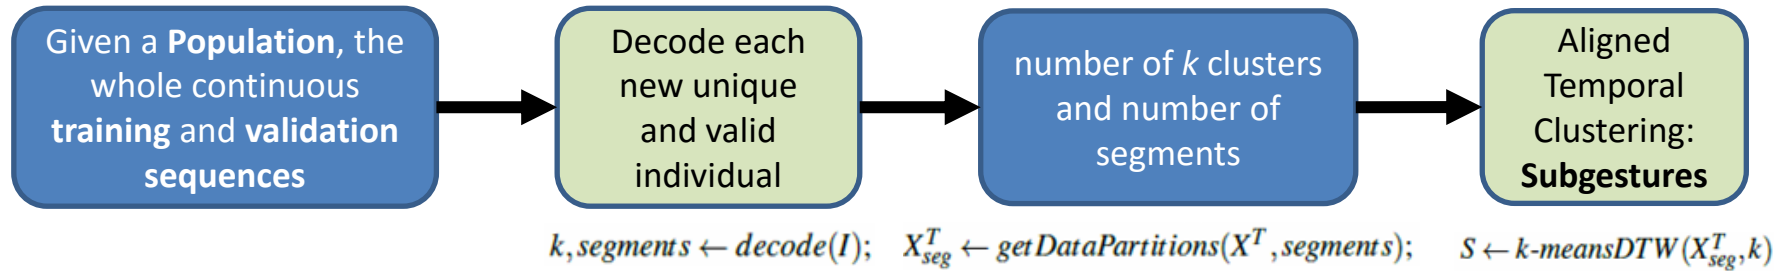 Given a Population, the
whole continuous
training and validation
sequences
Decode each
new unique
and valid
individual
number of k clusters
and number of
segments
Aligned
Temporal
Clustering:
Subgestures
k, segments ← decode(I);
X^T_seg ← getDataPartitions(X^T, segments);
S ← k-meansDTW(X^T_seg, k)